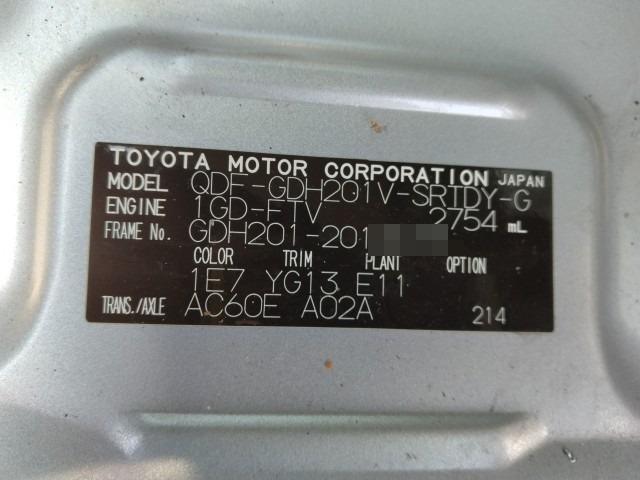 TOYOTA MOTOR CORPORATION JAPAN
MODEL QDF-GDH201V-SRTDY-G
ENGINE 1GD-FTV 2754 mL
FRAME No. GDH201-201
COLOR TRIM PLANT OPTION
1E7 YG13 E11
TRANS./AXLE AC60E A02A 214